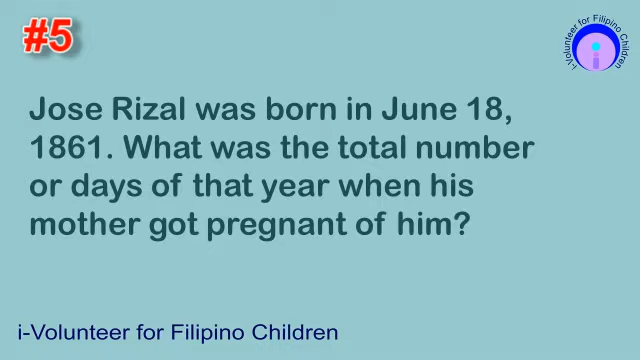 #5
i-Volunteer for Filipino Children
Jose Rizal was born in June 18,
1861. What was the total number
or days of that year when his
mother got pregnant of him?
i-Volunteer for Filipino Children